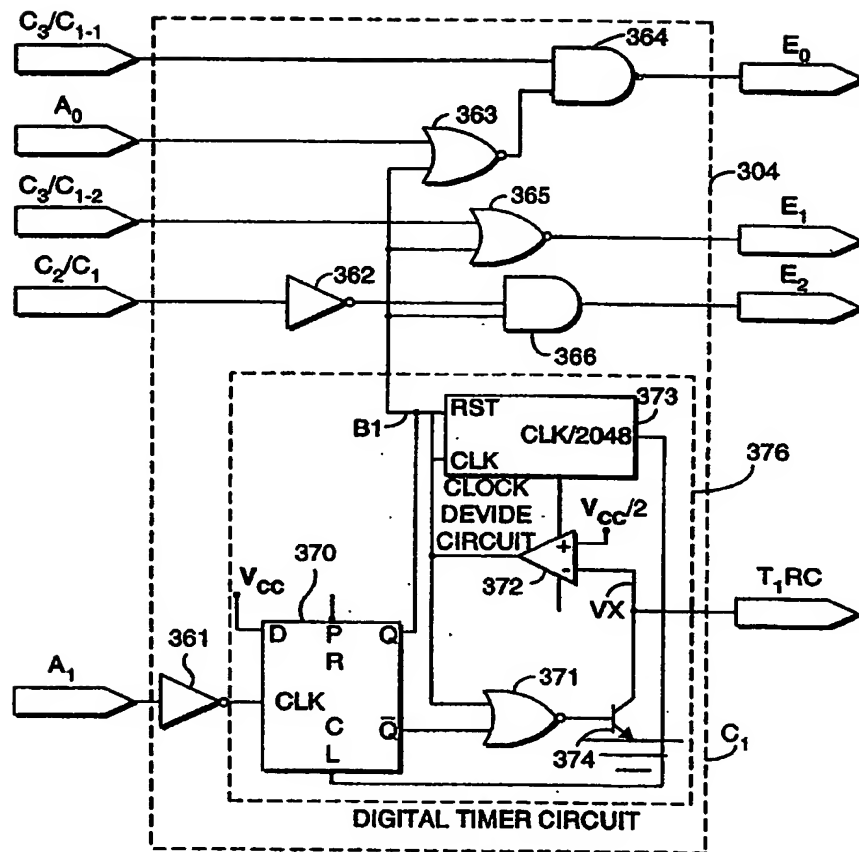 C3/C1-1
364
E0
A0
363
C3/C1-2
365
304
E1
C2/C1
362
E2
366
B1
RST
373
CLK/2048
CLK
376
CLOCK
DEVIDE
CIRCUIT
VCC/2
+
-
372
VCC
370
T1RC
VX
D
P
Q
R
361
A1
371
CLK
C
Q̅
L
374
C1
DIGITAL TIMER CIRCUIT